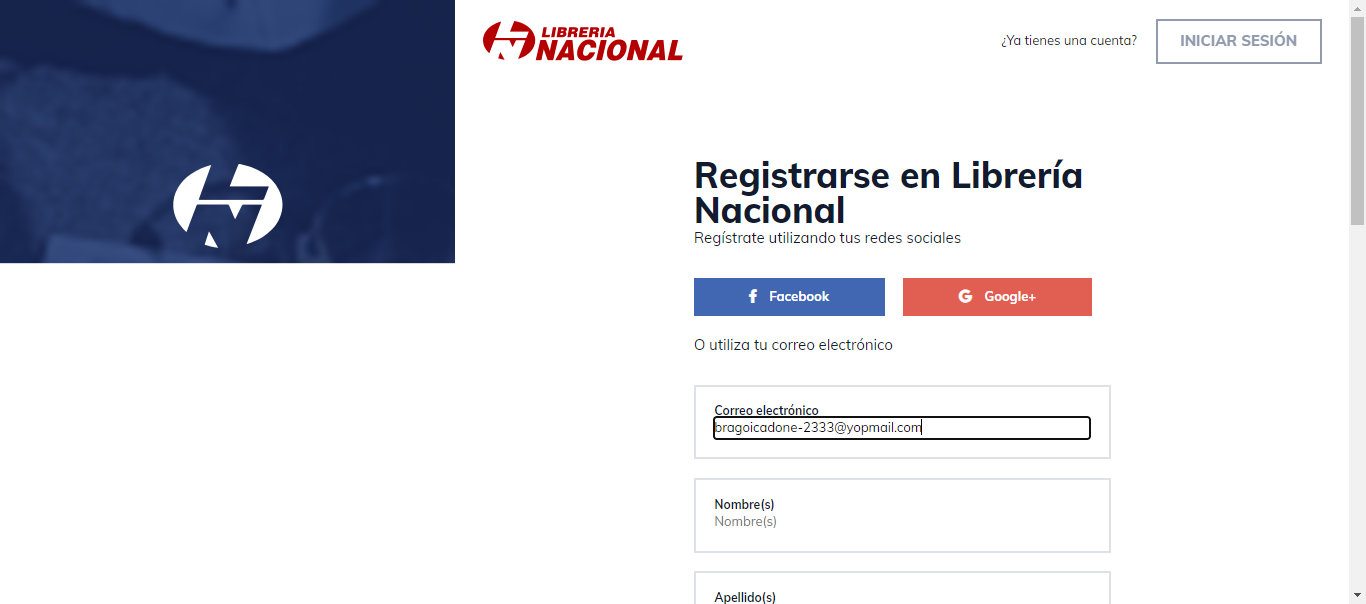 LIBRERIA
NACIONAL
¿Ya tienes una cuenta?
INICIAR SESIÓN
Registrarse en Librería
Nacional
Regístrate utilizando tus redes sociales
Facebook
Google+
O utiliza tu correo electrónico
Correo electrónico
bragoicadone-2333@yopmail.com
Nombre(s)
Nombre(s)
Apellido(s)